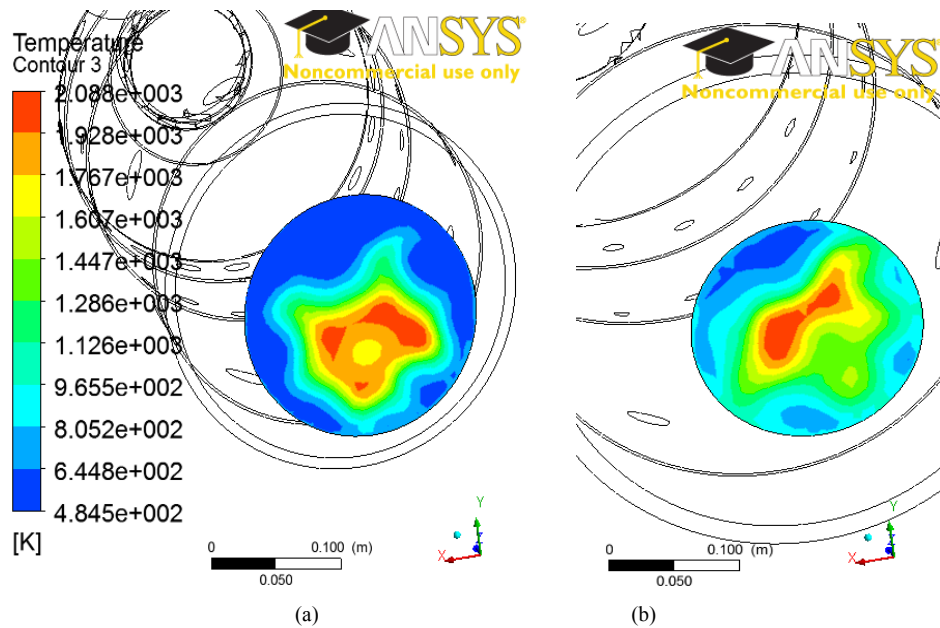 Temperature
Contour 3
2.088e+003
1.928e+003
1.767e+003
1.607e+003
1.447e+003
1.286e+003
1.126e+003
9.655e+002
8.052e+002
6.448e+002
4.845e+002
[K]
ANSYS
Noncommercial use only
0 0.100 (m)
0.050
Y
X
Z
(a)
ANSYS
Noncommercial use only
0 0.100 (m)
0.050
Y
X
Z
(b)